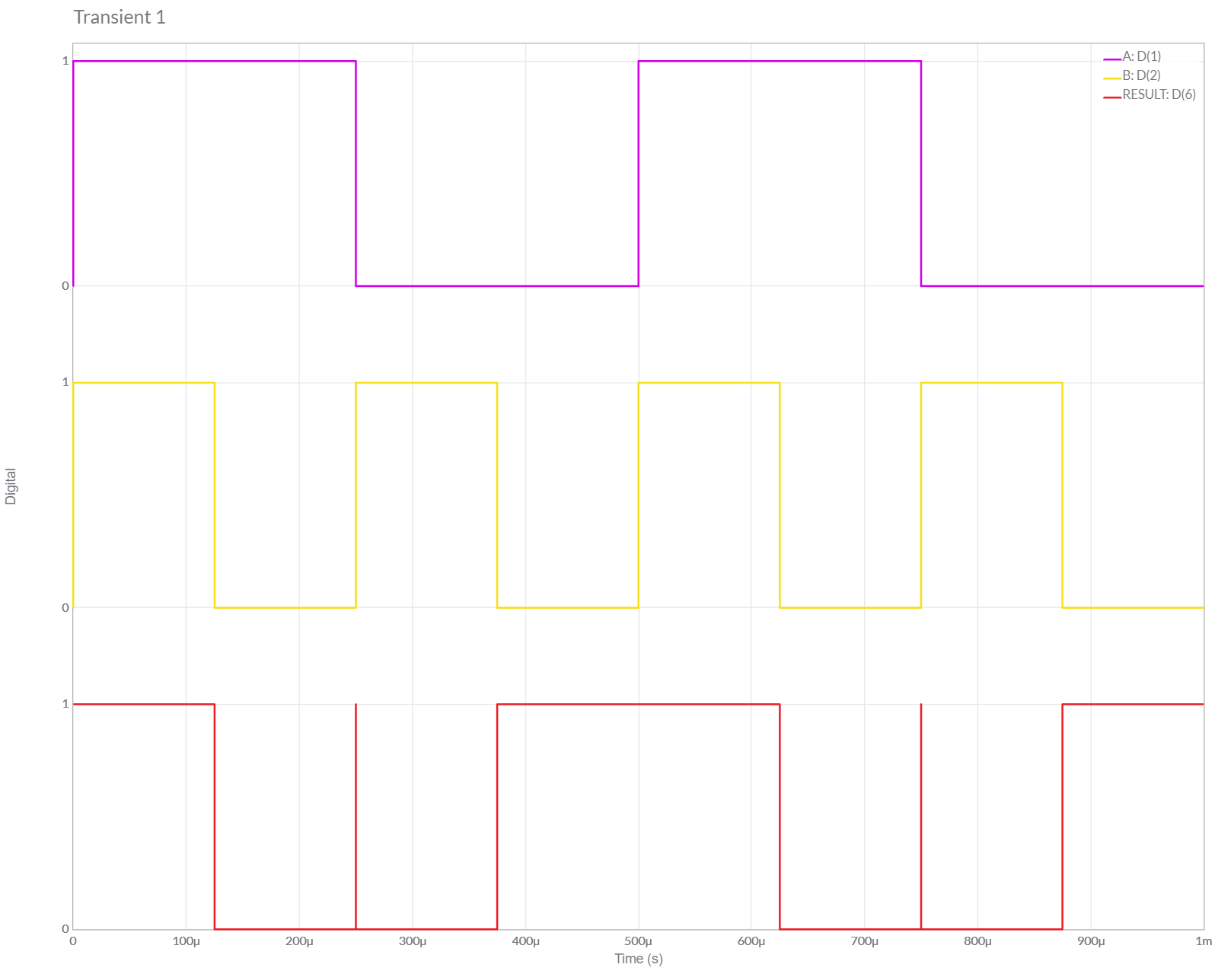 Transient 1
1
A: D(1)
B: D(2)
RESULT: D(6)
0
1
Digital
0
1
0
0 100µ 200µ 300µ 400µ 500µ 600µ 700µ 800µ 900µ 1m
Time (s)